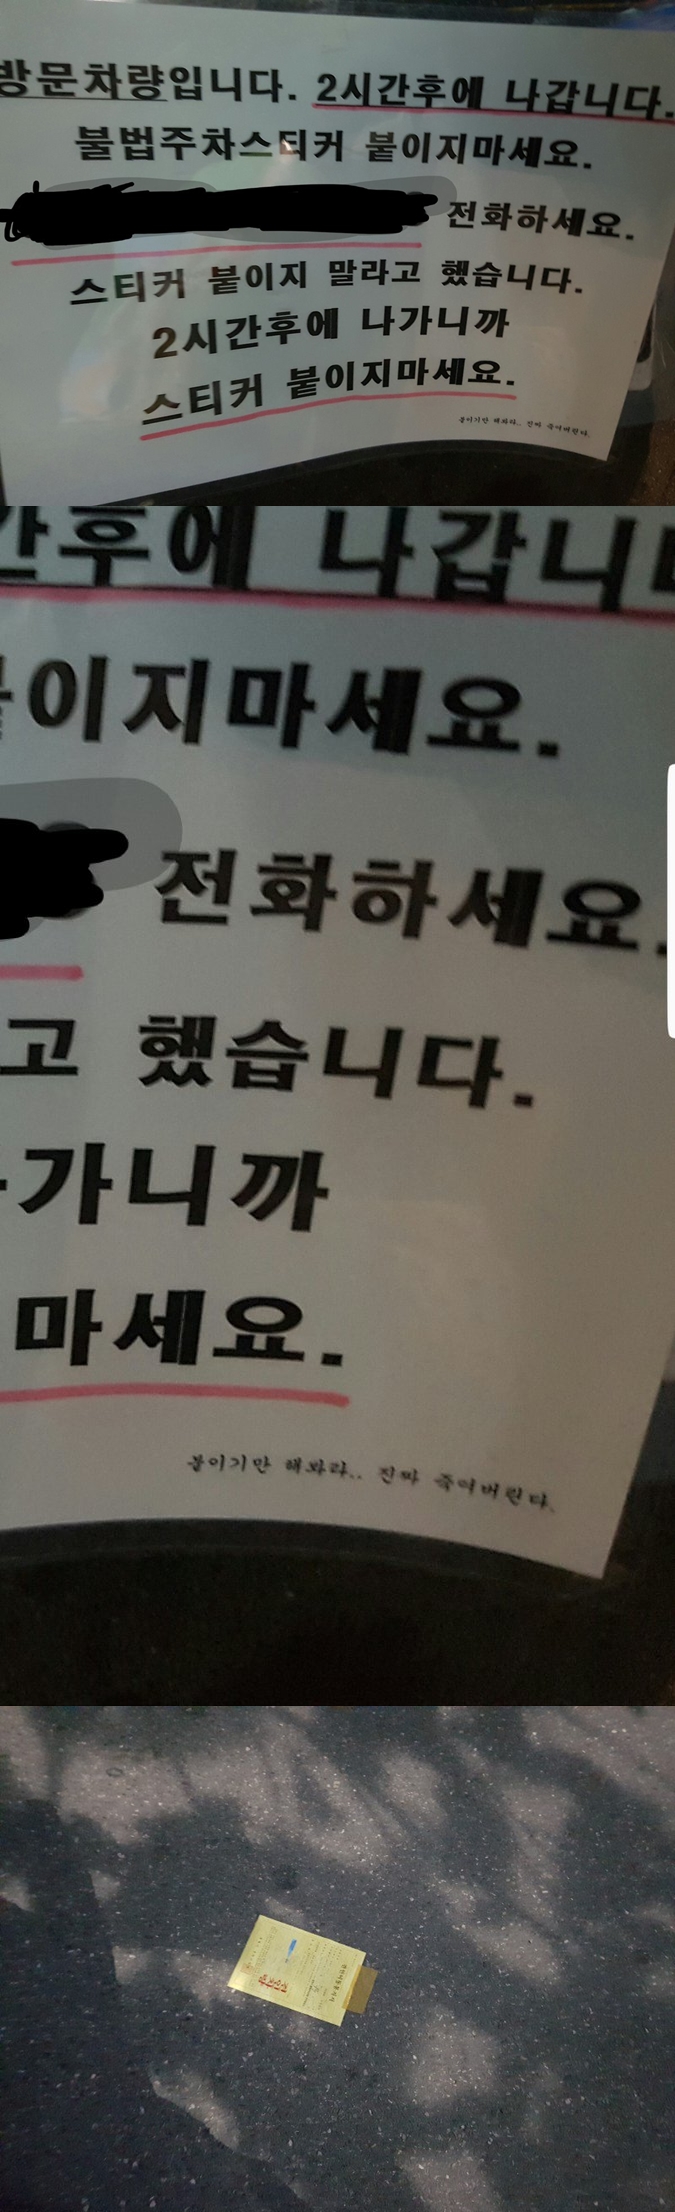 방문차량입니다. 2시간후에 나갑니다.
불법주차스티커 붙이지마세요.
전화하세요.
스티커 붙이지 말라고 했습니다.
2시간후에 나가니까
스티커 붙이지마세요.
붙이기만 해봐라.. 진짜 죽여버린다.
간후에 나갑니
이지마세요.
전화하세요.
고 했습니다.
가니까
마세요.
붙이기만 해봐라.. 진짜 죽여버린다.